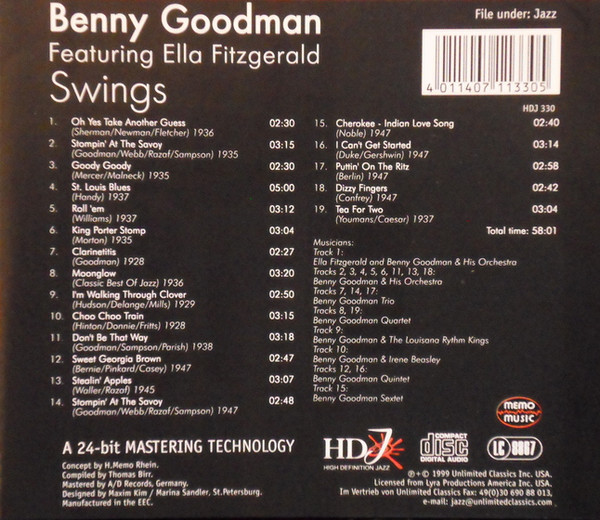 Benny Goodman
Featuring Ella Fitzgerald
Swings
File under: Jazz
4 011407 113305
HDJ 330
1. Oh Yes Take Another Guess 02:30
(Sherman/Newman/Fletcher) 1936
2. Stompin' At The Savoy 03:15
(Goodman/Webb/Razaf/Sampson) 1935
3. Goody Goody 02:30
(Mercer/Malneck) 1935
4. St. Louis Blues 05:00
(Handy) 1937
5. Roll 'em 03:12
(Williams) 1937
6. King Porter Stomp 03:04
(Morton) 1935
7. Clarinetitis 02:27
(Goodman) 1928
8. Moonglow 03:20
(Classic Best Of Jazz) 1936
9. I'm Walking Through Clover 02:50
(Hudson/Delange/Mills) 1929
10. Choo Choo Train 03:15
(Hinton/Donnie/Fritts) 1928
11. Don't Be That Way 03:18
(Goodman/Sampson/Parish) 1938
12. Sweet Georgia Brown 02:47
(Bernie/Pinkard/Casey) 1947
13. Stealin' Apples 03:07
(Waller/Razaf) 1945
14. Stompin' At The Savoy 02:48
(Goodman/Webb/Razaf/Sampson) 1947
15. Cherokee - Indian Love Song 02:40
(Noble) 1947
16. I Can't Get Started 03:14
(Duke/Gershwin) 1947
17. Puttin' On The Ritz 02:58
(Berlin) 1947
18. Dizzy Fingers 02:42
(Confrey) 1947
19. Tea For Two 03:04
(Youmans/Caesar) 1937
Total time: 58:01
Musicians:
Track 1:
Ella Fitzgerald and Benny Goodman & His Orchestra
Tracks 2, 3, 4, 5, 6, 11, 13, 18:
Benny Goodman & His Orchestra
Tracks 7, 14, 17:
Benny Goodman Trio
Tracks 8, 19:
Benny Goodman Quartet
Track 9:
Benny Goodman & The Louisana Rythm Kings
Track 10:
Benny Goodman & Irene Beasley
Tracks 12, 16:
Benny Goodman Quintet
Track 15:
Benny Goodman Sextet
MEMO
MUSIC
A 24-bit MASTERING TECHNOLOGY
Concept by H.Memo Rhein.
Compiled by Thomas Birr.
Mastered by A/D Records, Germany.
Designed by Maxim Kim / Marina Sandler, St.Petersburg.
Manufactured in the EEC.
HDJ
HIGH DEFINITION JAZZ
COMPACT
disc
DIGITAL AUDIO
LC 8867
℗+© 1999 Unlimited Classics Inc. USA.
Licensed from Lyra Productions America Inc. USA.
Im Vertrieb von Unlimited Classics Fax: 49(0)30 690 88 013,
e-mail: jazz@unlimitedclassics.com!